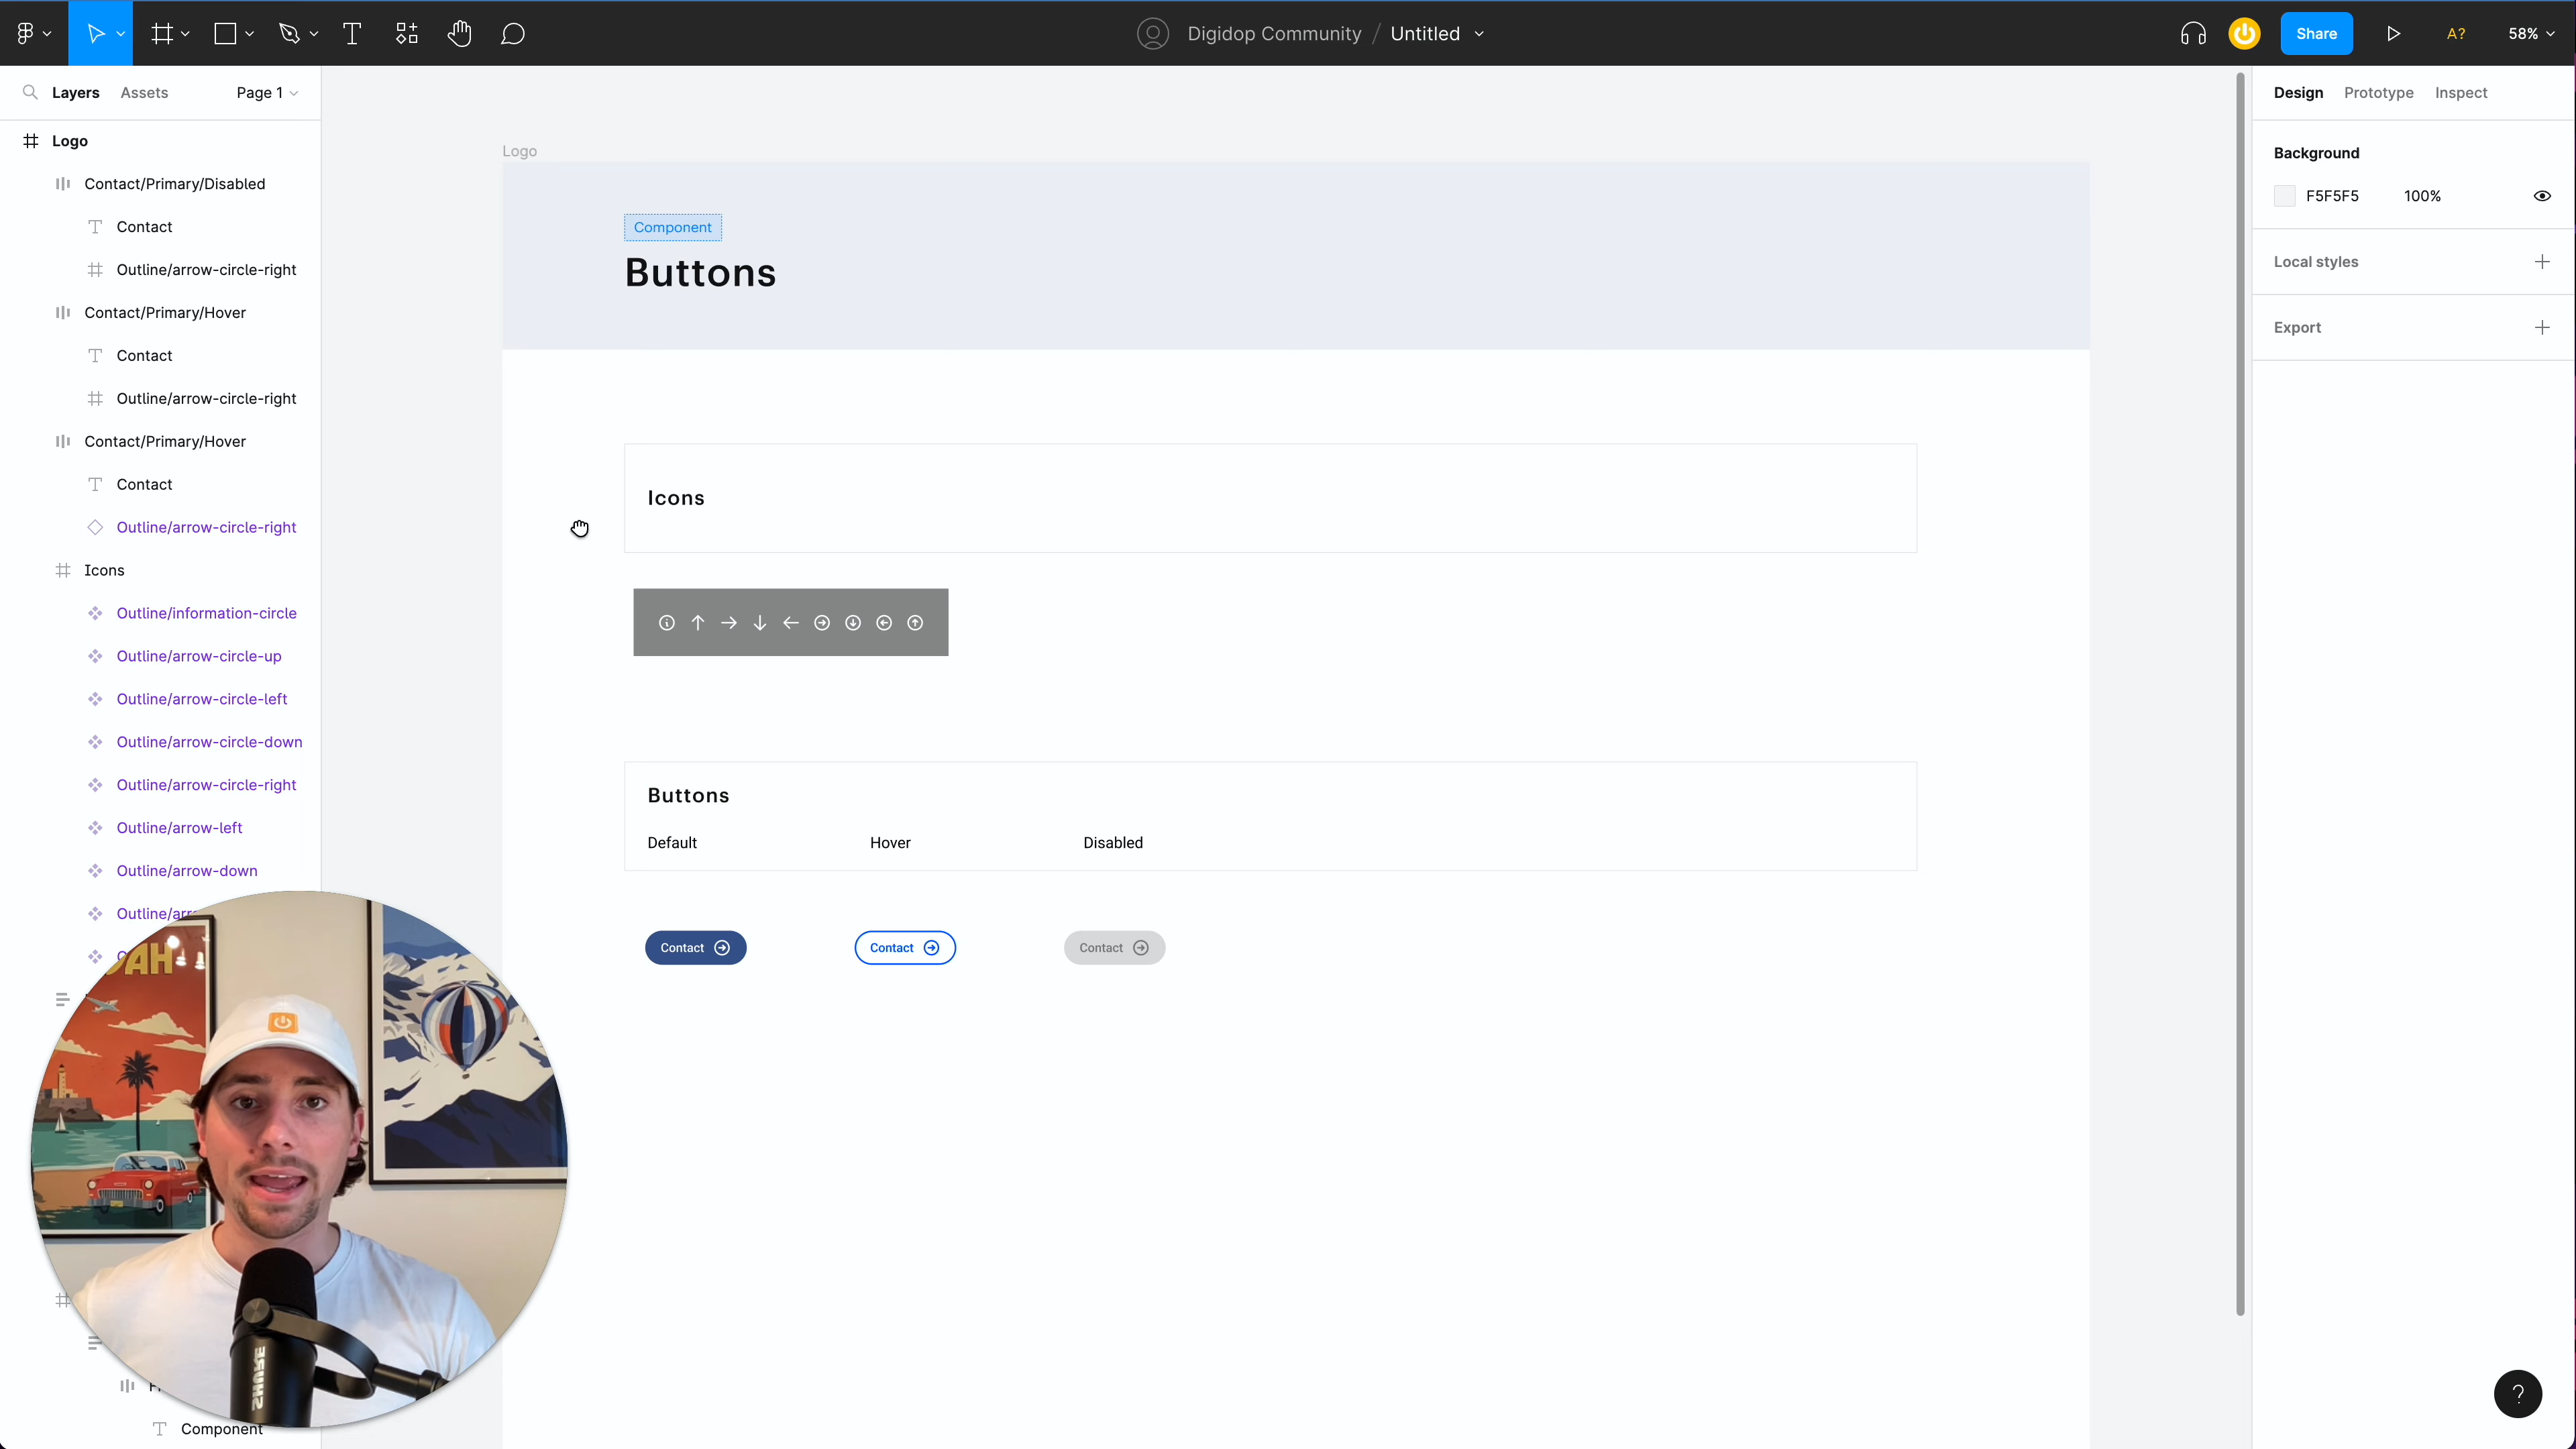 Digidop Community / Untitled
Share
A?
58%
Layers
Assets
Page 1
Design
Prototype
Inspect
Logo
Contact/Primary/Disabled
Contact
Outline/arrow-circle-right
Contact/Primary/Hover
Contact
Outline/arrow-circle-right
Contact/Primary/Hover
Contact
Outline/arrow-circle-right
Icons
Outline/information-circle
Outline/arrow-circle-up
Outline/arrow-circle-left
Outline/arrow-circle-down
Outline/arrow-circle-right
Outline/arrow-left
Outline/arrow-down
Component
Logo
Component
Buttons
Icons
Buttons
Default
Hover
Disabled
Contact
Contact
Contact
Background
F5F5F5
100%
Local styles
Export
?
SHURE